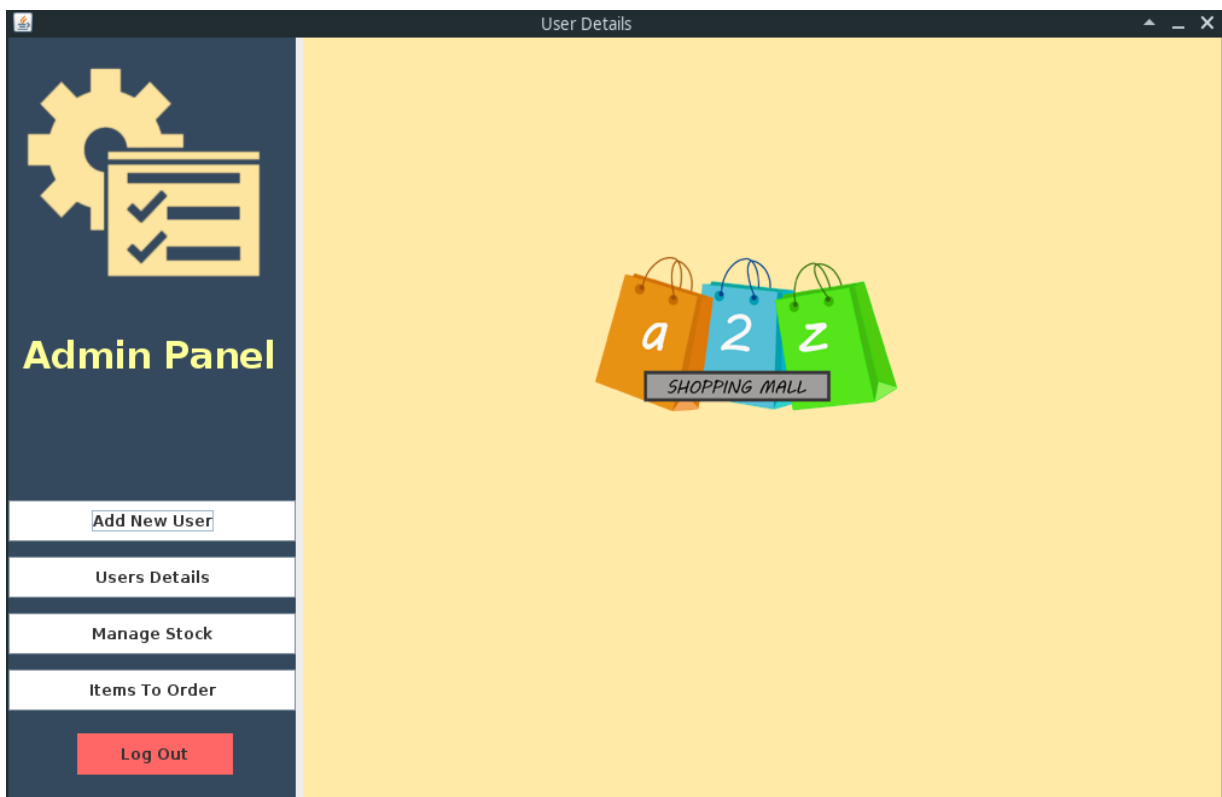 User Details
Admin Panel
Add New User
Users Details
Manage Stock
Items To Order
Log Out
a 2 z
SHOPPING MALL